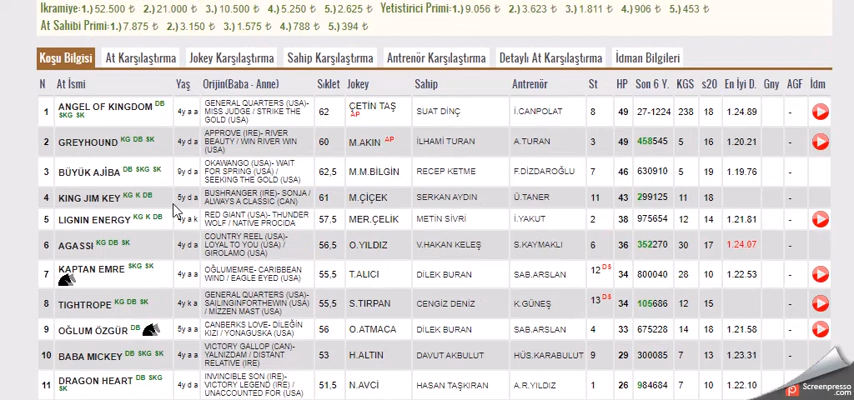 Ikramiye: 1.) 52.500 ₺ 2.) 21.000 ₺ 3.) 10.500 ₺ 4.) 5.250 ₺ 5.) 2.625 ₺ Yetistirici Primi: 1.) 9.056 ₺ 2.) 3.623 ₺ 3.) 1.811 ₺ 4.) 906 ₺ 5.) 453 ₺
At Sahibi Primi: 1.) 7.875 ₺ 2.) 3.150 ₺ 3.) 1.575 ₺ 4.) 788 ₺ 5.) 394 ₺
Koşu Bilgisi At Karşılaştırma Jokey Karşılaştırma Sahip Karşılaştırma Antrenör Karşılaştırma Detaylı At Karşılaştırma İdman Bilgileri
N At İsmi Yaş Orijin(Baba - Anne) Sıklet Jokey Sahip Antrenör St HP Son 6 Y. KGS s20 En İyi D. Gny AGF İdm
1 ANGEL OF KINGDOM DB SKG SK 4y a a GENERAL QUARTERS (USA)- MISS JUDGE / STRIKE THE GOLD (USA) 62 ÇETİN TAŞ AP SUAT DİNÇ İ.CANPOLAT 8 49 27-1224 238 18 1.24.89 -
2 GREYHOUND KG DB SK 4y d a APPROVE (IRE)- RIVER BEAUTY / WIN RIVER WIN (USA) 60 M.AKIN AP İLHAMİ TURAN A.TURAN 3 49 458545 5 16 1.20.21 -
3 BÜYÜK AJİBA DB SKG SK 9y d a OKAWANGO (USA)- WAIT FOR SPRING (USA) / SEEKING THE GOLD (USA) 62,5 M.M.BİLGİN RECEP KETME F.DİZDAROĞLU 7 46 630910 5 19 1.19.76 -
4 KING JIM KEY KG K DB 5y d a BUSHRANGER (IRE)- SONJA / ALWAYS A CLASSIC (CAN) 61 M.ÇİÇEK SERKAN AYDIN Ü.TANER 11 43 299125 11 18 -
5 LIGNIN ENERGY KG K DB 4y a k RED GIANT (USA)- THUNDER WOLF / NATIVE PROCIDA 57,5 MER.ÇELİK METİN SİVRİ İ.YAKUT 2 38 975654 12 14 1.21.81 -
6 AGASSI KG DB SK 4y d a COUNTRY REEL (USA)- LOYAL TO YOU (USA) / GIROLAMO (USA) 56,5 O.YILDIZ V.HAKAN KELEŞ S.KAYMAKLI 6 36 352270 30 17 1.24.07 -
7 KAPTAN EMRE SKG SK 4y a a OĞLUMEMRE- CARIBBEAN WIND / EAGLE EYED (USA) 55,5 T.ALICI DİLEK BURAN SAB.ARSLAN 12 DS 34 800040 28 10 1.22.53 -
8 TIGHTROPE KG DB SK 4y k a GENERAL QUARTERS (USA)- SAILINGINFORTHEWIN (USA) / MIZZEN MAST (USA) 55,5 S.TIRPAN CENGİZ DENİZ K.GÜNEŞ 13 DS 34 105686 12 15 -
9 OĞLUM ÖZGÜR DB 5y a a CANBERKS LOVE- DİLEĞİN KIZI / YONAGUSKA (USA) 56 O.ATMACA DİLEK BURAN SAB.ARSLAN 4 33 675228 14 18 1.21.58 -
10 BABA MICKEY DB SKG SK 4y a a VICTORY GALLOP (CAN)- YALNIZDAM / DISTANT RELATIVE (IRE) 53 H.ALTIN DAVUT AKBULUT HÜS.KARABULUT 9 29 300085 7 13 1.23.31 -
11 DRAGON HEART DB SKG SK 4y d a INVINCIBLE SON (IRE)- VICTORY LEGEND (IRE) / UNACCOUNTED FOR (USA) 51,5 N.AVCİ HASAN TAŞKIRAN A.R.YILDIZ 1 26 984684 7 10 1.22.10 -
Screenpresso
.com